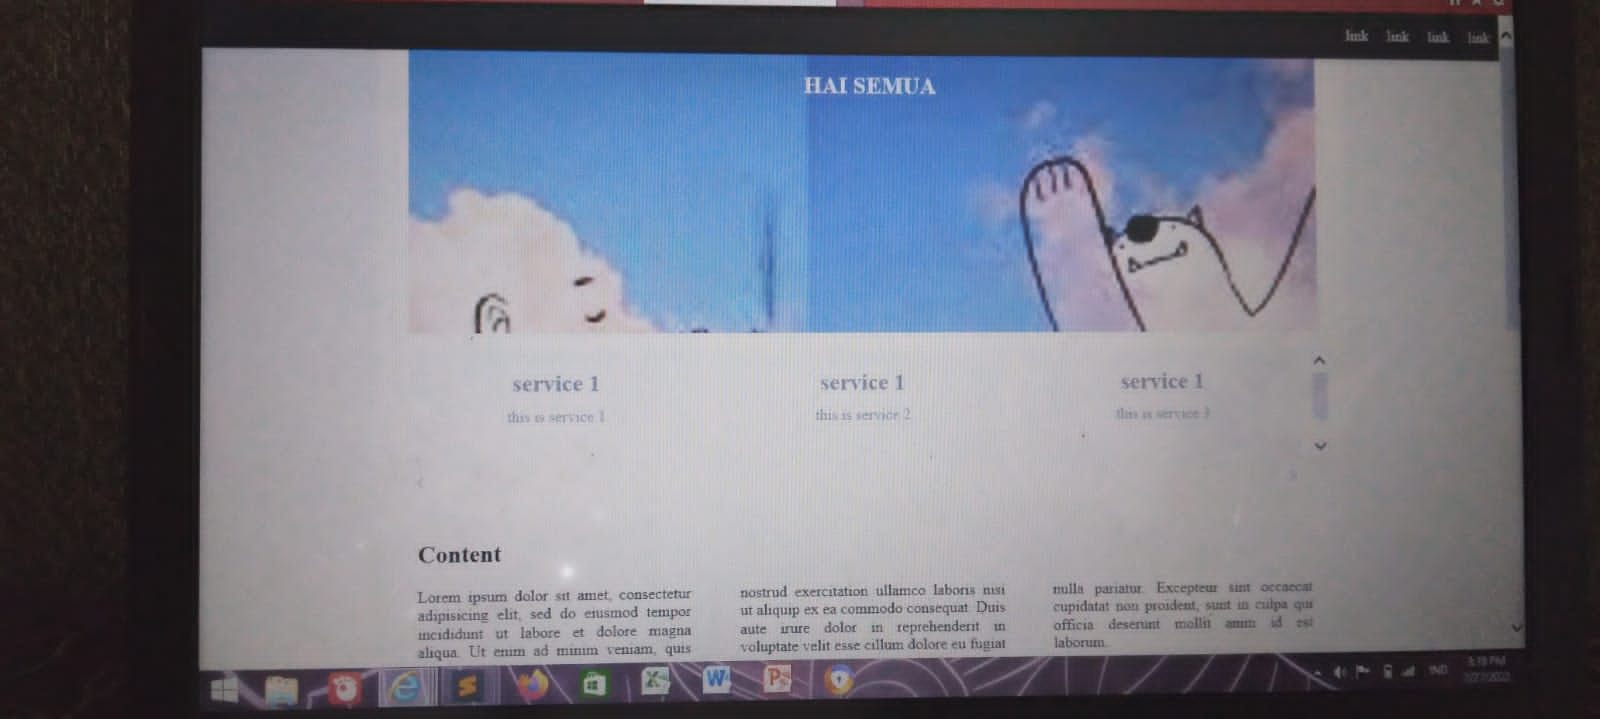 link link link link
HAI SEMUA
service 1 service 1 service 1
this is service 1 this is service 2 this is service 3
Content
Lorem ipsum dolor sit amet, consectetur
adipisicing elit, sed do eiusmod tempor
incididunt ut labore et dolore magna
aliqua. Ut enim ad minim veniam, quis
nostrud exercitation ullamco laboris nisi
ut aliquip ex ea commodo consequat. Duis
aute irure dolor in reprehenderit in
voluptate velit esse cillum dolore eu fugiat
nulla pariatur. Excepteur sint occaecat
cupidatat non proident, sunt in culpa qui
officia deserunt mollit anim id est
laborum.
IND